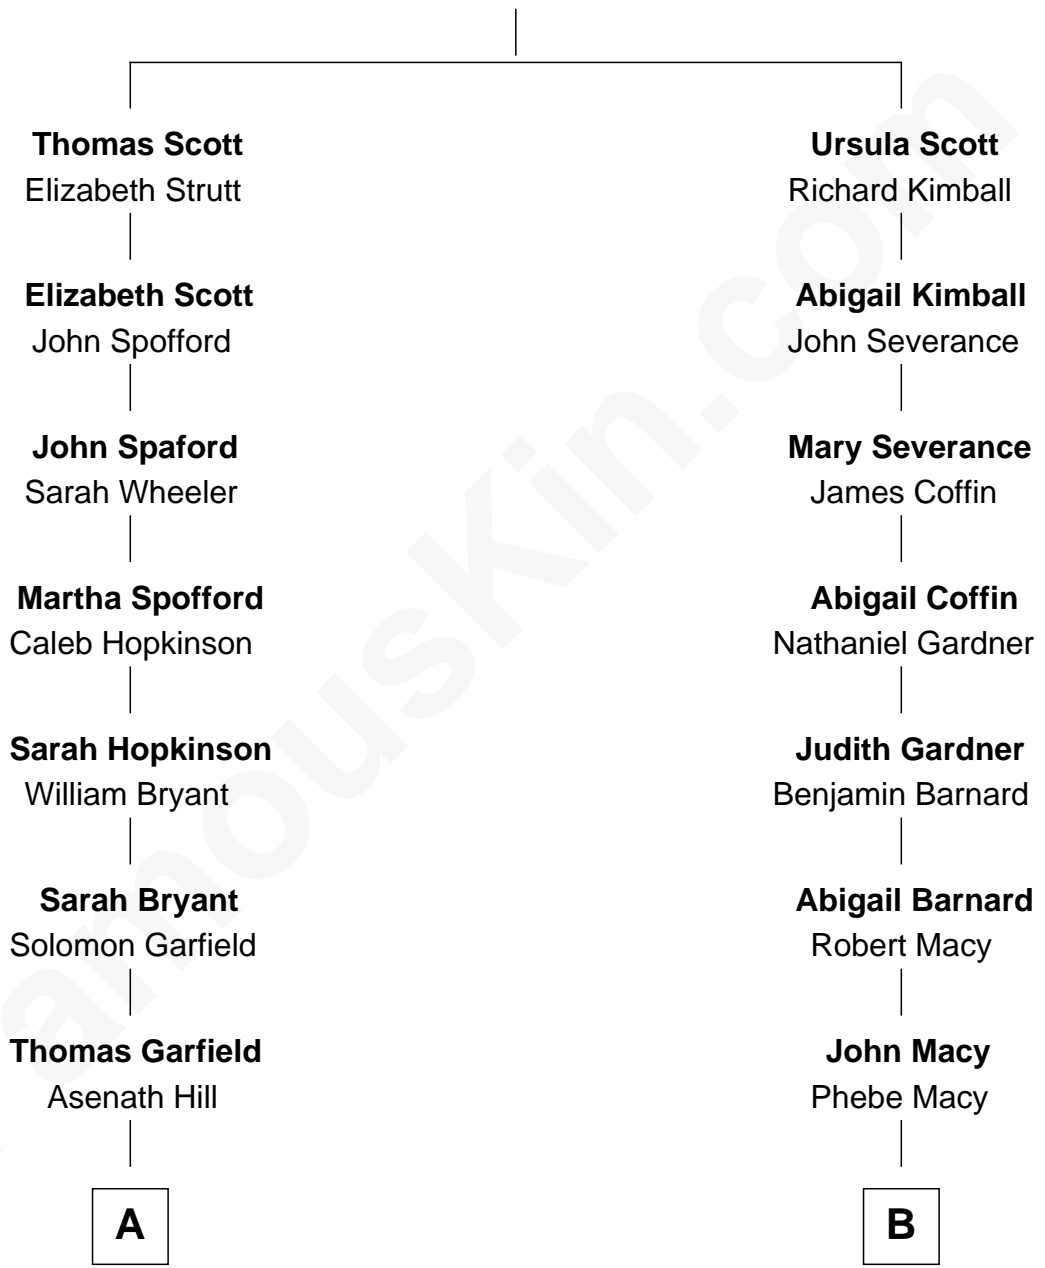 Thomas Scott
Elizabeth Strutt
Elizabeth Scott
John Spofford
John Spaford
Sarah Wheeler
Martha Spofford
Caleb Hopkinson
Sarah Hopkinson
William Bryant
Sarah Bryant
Solomon Garfield
Thomas Garfield
Asenath Hill
A
Ursula Scott
Richard Kimball
Abigail Kimball
John Severance
Mary Severance
James Coffin
Abigail Coffin
Nathaniel Gardner
Judith Gardner
Benjamin Barnard
Abigail Barnard
Robert Macy
John Macy
Phebe Macy
B
amousKin.com